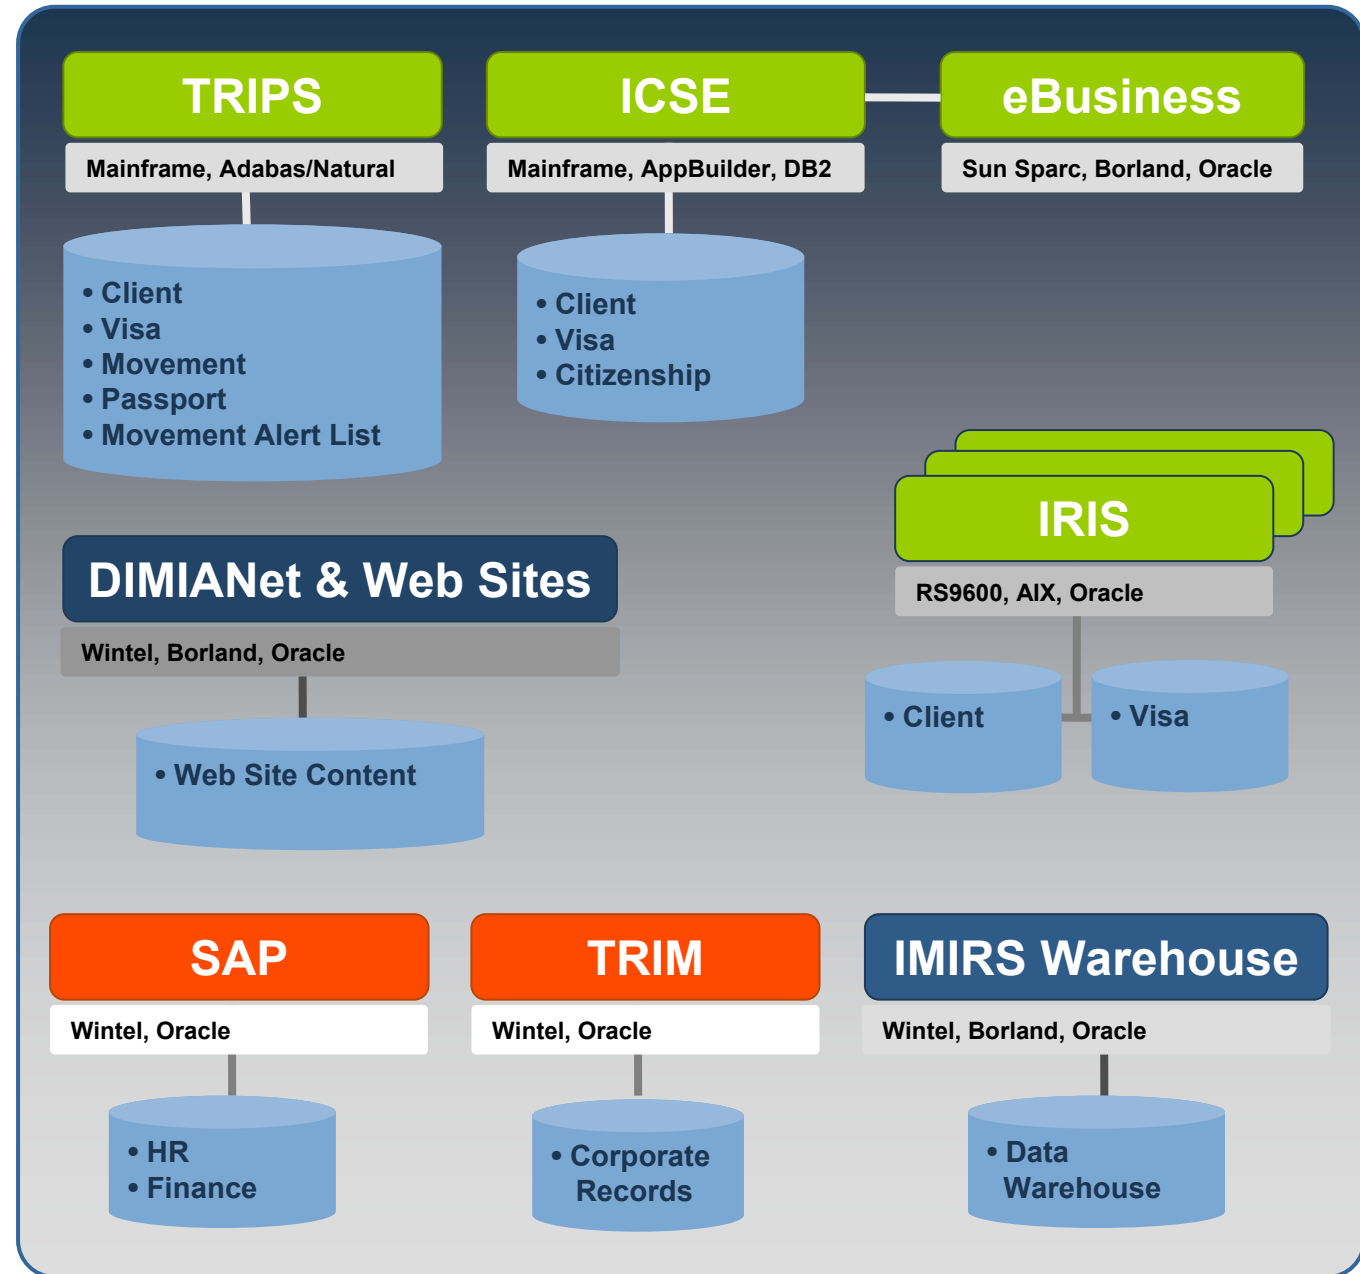 TRIPS
Mainframe, Adabas/Natural
• Client
• Visa
• Movement
• Passport
• Movement Alert List
ICSE
Mainframe, AppBuilder, DB2
• Client
• Visa
• Citizenship
eBusiness
Sun Sparc, Borland, Oracle
IRIS
RS9600, AIX, Oracle
• Client
• Visa
DIMIANet & Web Sites
Wintel, Borland, Oracle
• Web Site Content
SAP
Wintel, Oracle
• HR
• Finance
TRIM
Wintel, Oracle
• Corporate
Records
IMIRS Warehouse
Wintel, Borland, Oracle
• Data
Warehouse